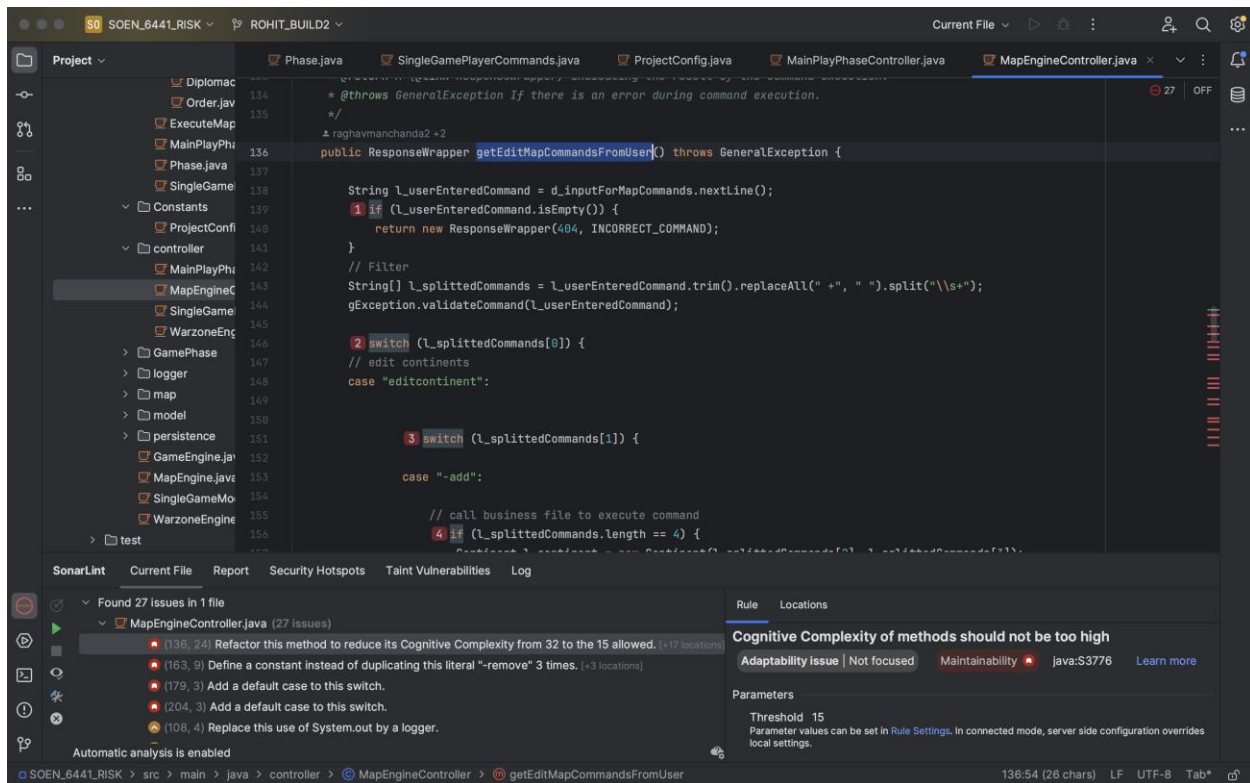 SO SOEN_6441_RISK ROHIT_BUILD2 Current File
Project Phase.java SingleGamePlayerCommands.java ProjectConfig.java MainPlayPhaseController.java MapEngineController.java
Diplomac
Order.jav
ExecuteMap
MainPlayPha
Phase.java
SingleGame
Constants
ProjectConfi
controller
MainPlayPha
MapEngineC
SingleGame
WarzoneEng
GamePhase
logger
map
model
persistence
GameEngine.jav
MapEngine.java
SingleGameMo
WarzoneEngine
test
27 OFF
134 * @throws GeneralException If there is an error during command execution.
135 */
raghavmanchanda2 +2
136 public ResponseWrapper getEditMapCommandsFromUser() throws GeneralException {
137
138 String l_userEnteredCommand = d_inputForMapCommands.nextLine();
139 1 if (l_userEnteredCommand.isEmpty()) {
140 return new ResponseWrapper(404, INCORRECT_COMMAND);
141 }
142 // Filter
143 String[] l_splittedCommands = l_userEnteredCommand.trim().replaceAll(" +", " ").split("\\s+");
144 gException.validateCommand(l_userEnteredCommand);
145
146 2 switch (l_splittedCommands[0]) {
147 // edit continents
148 case "editcontinent":
149
150
151 3 switch (l_splittedCommands[1]) {
153 case "-add":
154
155 // call business file to execute command
156 4 if (l_splittedCommands.length == 4) {
SonarLint Current File Report Security Hotspots Taint Vulnerabilities Log
Found 27 issues in 1 file
MapEngineController.java (27 issues)
(136, 24) Refactor this method to reduce its Cognitive Complexity from 32 to the 15 allowed. [+17 locations]
(163, 9) Define a constant instead of duplicating this literal "-remove" 3 times. [+3 locations]
(179, 3) Add a default case to this switch.
(204, 3) Add a default case to this switch.
(108, 4) Replace this use of System.out by a logger.
Automatic analysis is enabled
Rule Locations
Cognitive Complexity of methods should not be too high
Adaptability issue | Not focused Maintainability java:S3776 Learn more
Parameters
Threshold 15
Parameter values can be set in Rule Settings. In connected mode, server side configuration overrides
local settings.
SOEN_6441_RISK > src > main > java > controller > MapEngineController > getEditMapCommandsFromUser 136:54 (26 chars) LF UTF-8 Tab*